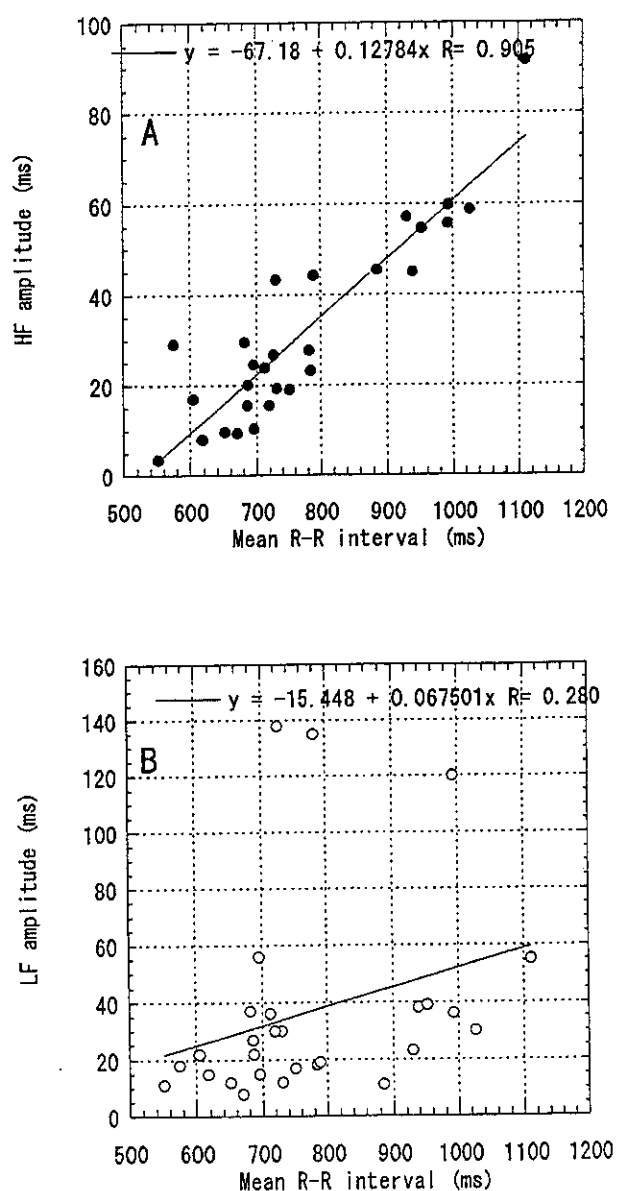 100
y = -67.18 + 0.12784x R= 0.905
80
A
60
40
20
0
HF amplitude (ms)
500 600 700 800 900 1000 1100 1200
Mean R-R interval (ms)
160
y = -15.448 + 0.067501x R= 0.280
140
B
120
100
80
60
40
20
0
LF amplitude (ms)
500 600 700 800 900 1000 1100 1200
Mean R-R interval (ms)